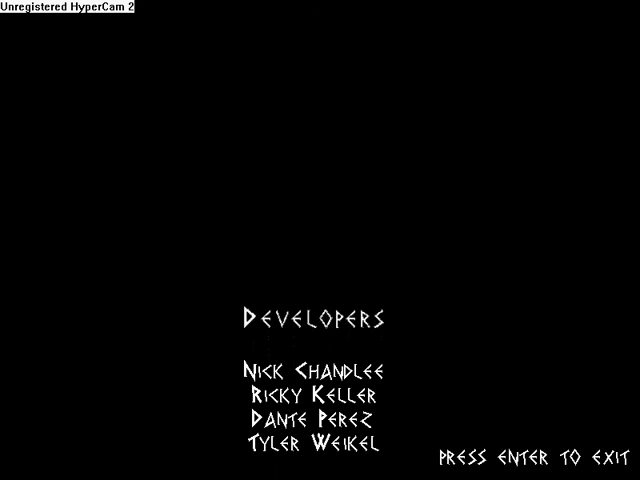 Unregistered HyperCam 2
Developers
Nick Chandlee
Ricky Keller
Dante Perez
Tyler Weikel
PRESS ENTER TO EXIT